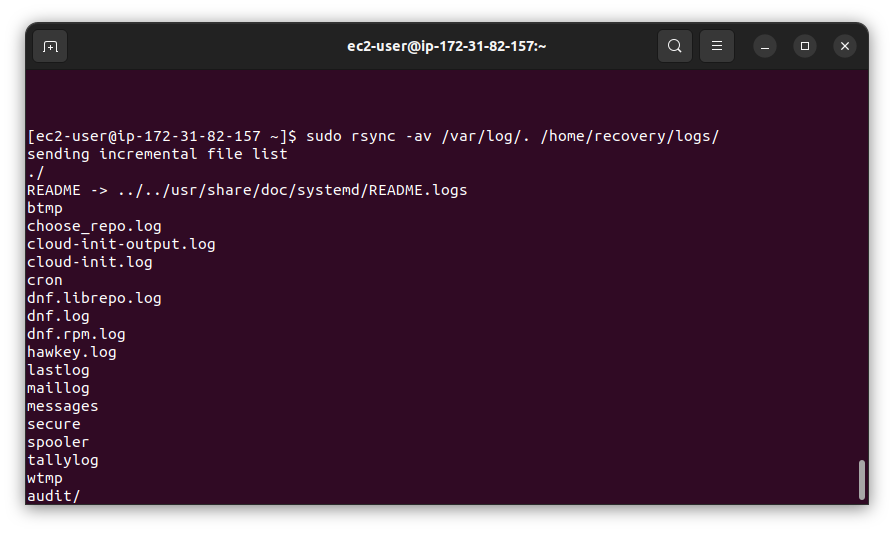 ec2-user@ip-172-31-82-157:~
[ec2-user@ip-172-31-82-157 ~]$ sudo rsync -av /var/log/. /home/recovery/logs/
sending incremental file list
./
README -> ../../usr/share/doc/systemd/README.logs
btmp
choose_repo.log
cloud-init-output.log
cloud-init.log
cron
dnf.librepo.log
dnf.log
dnf.rpm.log
hawkey.log
lastlog
maillog
messages
secure
spooler
tallylog
wtmp
audit/